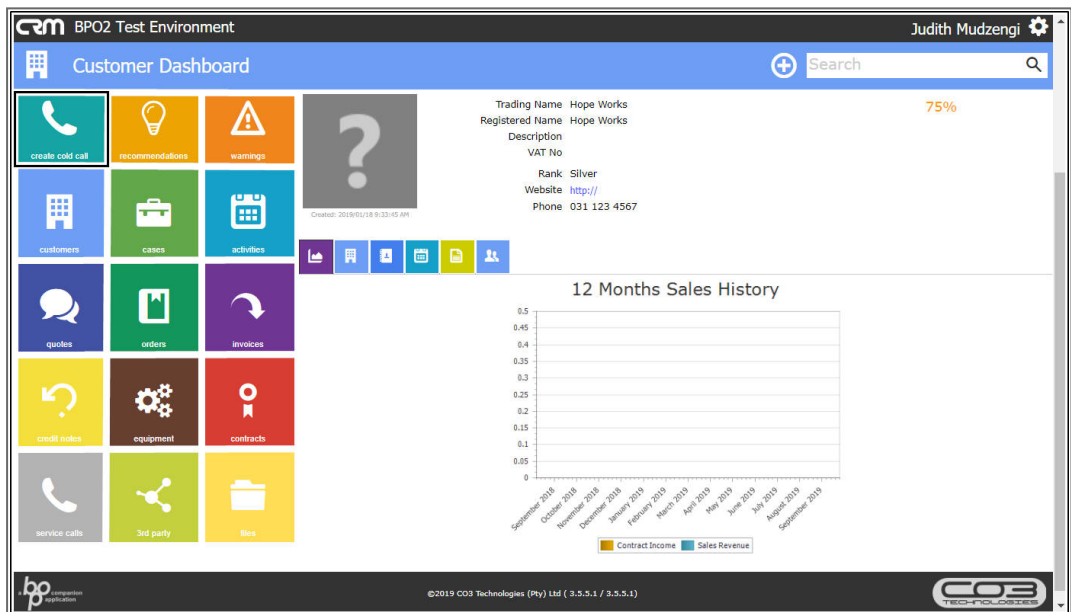 CRM BPO2 Test Environment
Judith Mudzengi
Customer Dashboard
Search
create cold call
recommendations
warnings
customers
cases
activities
quotes
orders
invoices
credit notes
equipment
contracts
service calls
3rd party
files
Created: 2019/01/18 9:33:45 AM
Trading Name Hope Works
Registered Name Hope Works
Description
VAT No
Rank Silver
Website http://
Phone 031 123 4567
75%
12 Months Sales History
0.5
0.45
0.4
0.35
0.3
0.25
0.2
0.15
0.1
0.05
0
September 2018
October 2018
November 2018
December 2018
January 2019
February 2019
March 2019
April 2019
May 2019
June 2019
July 2019
August 2019
September 2019
Contract Income
Sales Revenue
a bpo companion
application
©2019 CO3 Technologies (Pty) Ltd ( 3.5.5.1 / 3.5.5.1)
CO3
TECHNOLOGIES